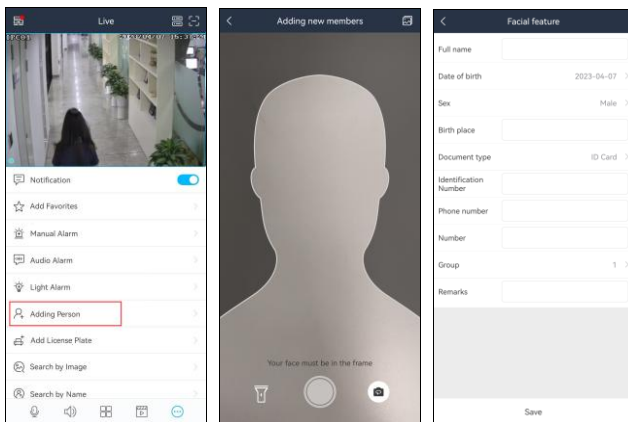 Live
Notification
Add Favorites
Manual Alarm
Audio Alarm
Light Alarm
Adding Person
Add License Plate
Search by Image
Search by Name
Adding new members
Your face must be in the frame
Facial feature
Full name
Date of birth 2023-04-07
Sex Male
Birth place
Document type ID Card
Identification
Number
Phone number
Number
Group 1
Remarks
Save